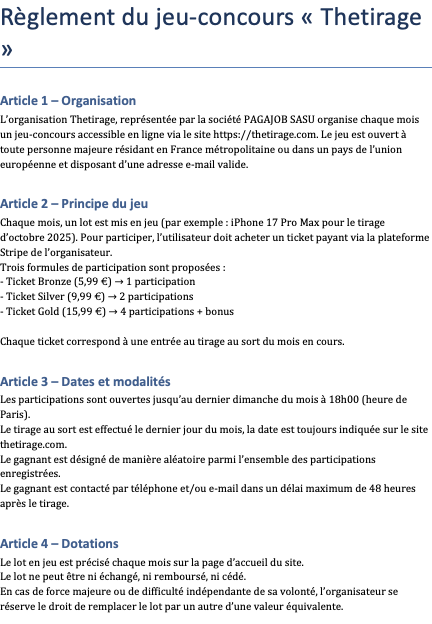 Règlement du jeu-concours « Thetirage
»
Article 1 – Organisation
L’organisation Thetirage, représentée par la société PAGAJOB SASU organise chaque mois
un jeu-concours accessible en ligne via le site https://thetirage.com. Le jeu est ouvert à
toute personne majeure résidant en France métropolitaine ou dans un pays de l’union
européenne et disposant d’une adresse e-mail valide.
Article 2 – Principe du jeu
Chaque mois, un lot est mis en jeu (par exemple : iPhone 17 Pro Max pour le tirage
d’octobre 2025). Pour participer, l’utilisateur doit acheter un ticket payant via la plateforme
Stripe de l’organisateur.
Trois formules de participation sont proposées :
- Ticket Bronze (5,99 €) → 1 participation
- Ticket Silver (9,99 €) → 2 participations
- Ticket Gold (15,99 €) → 4 participations + bonus
Chaque ticket correspond à une entrée au tirage au sort du mois en cours.
Article 3 – Dates et modalités
Les participations sont ouvertes jusqu’au dernier dimanche du mois à 18h00 (heure de
Paris).
Le tirage au sort est effectué le dernier jour du mois, la date est toujours indiquée sur le site
thetirage.com.
Le gagnant est désigné de manière aléatoire parmi l’ensemble des participations
enregistrées.
Le gagnant est contacté par téléphone et/ou e-mail dans un délai maximum de 48 heures
après le tirage.
Article 4 – Dotations
Le lot en jeu est précisé chaque mois sur la page d’accueil du site.
Le lot ne peut être ni échangé, ni remboursé, ni cédé.
En cas de force majeure ou de difficulté indépendante de sa volonté, l’organisateur se
réserve le droit de remplacer le lot par un autre d’une valeur équivalente.